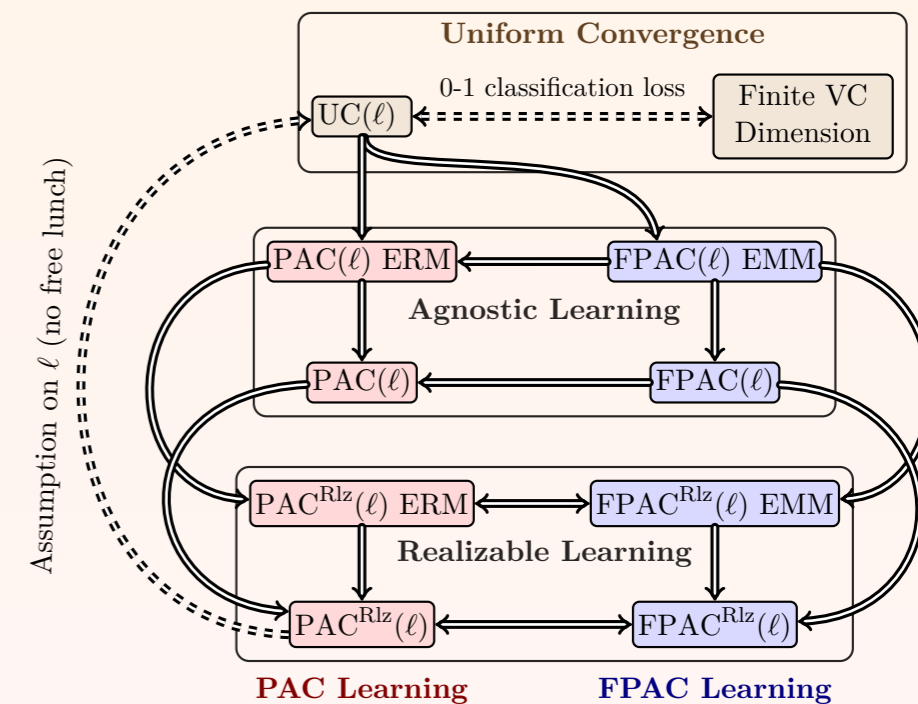 Uniform Convergence
0-1 classification loss
UC(ℓ)
Finite VC
Dimension
Assumption on ℓ (no free lunch)
PAC(ℓ) ERM
FPAC(ℓ) EMM
Agnostic Learning
PAC(ℓ)
FPAC(ℓ)
PAC^Rlz(ℓ) ERM
FPAC^Rlz(ℓ) EMM
Realizable Learning
PAC^Rlz(ℓ)
FPAC^Rlz(ℓ)
PAC Learning
FPAC Learning